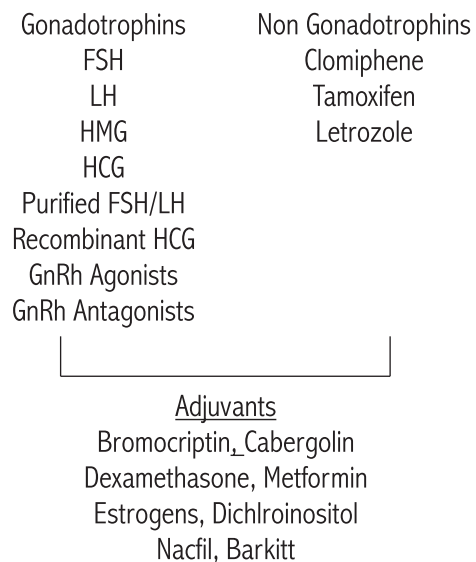 Gonadotrophins
FSH
LH
HMG
HCG
Purified FSH/LH
Recombinant HCG
GnRh Agonists
GnRh Antagonists
Non Gonadotrophins
Clomiphene
Tamoxifen
Letrozole
Adjuvants
Bromocriptin, Cabergolin
Dexamethasone, Metformin
Estrogens, Dichlroinositol
Nacfil, Barkitt